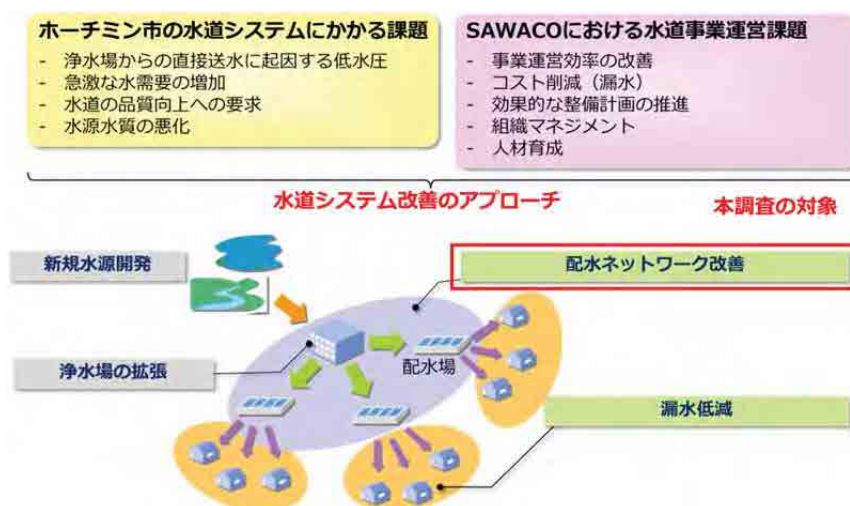 ホーチミン市の水道システムにかかる課題
- 浄水場からの直接送水に起因する低水圧
- 急激な水需要の増加
- 水道の品質向上への要求
- 水源水質の悪化
SAWACOにおける水道事業運営課題
- 事業運営効率の改善
- コスト削減（漏水）
- 効果的な整備計画の推進
- 組織マネジメント
- 人材育成
水道システム改善のアプローチ
本調査の対象
新規水源開発
配水ネットワーク改善
浄水場の拡張
配水場
漏水低減